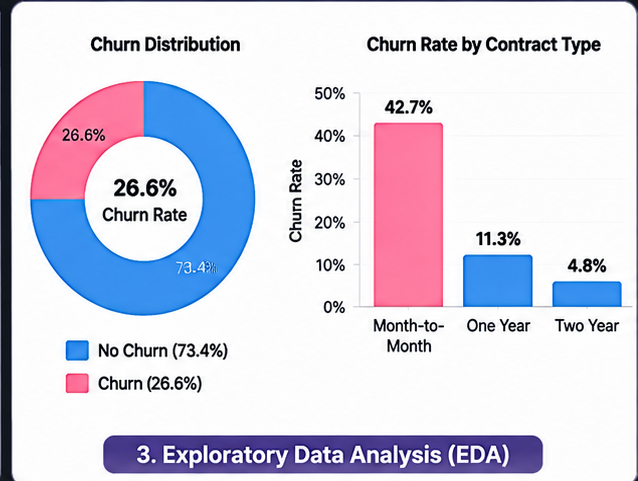 Churn Distribution
26.6%
26.6%
Churn Rate
73.4%
No Churn (73.4%)
Churn (26.6%)
Churn Rate by Contract Type
Churn Rate
50%
40%
30%
20%
10%
0%
42.7%
11.3%
4.8%
Month-to-
Month
One Year
Two Year
3. Exploratory Data Analysis (EDA)